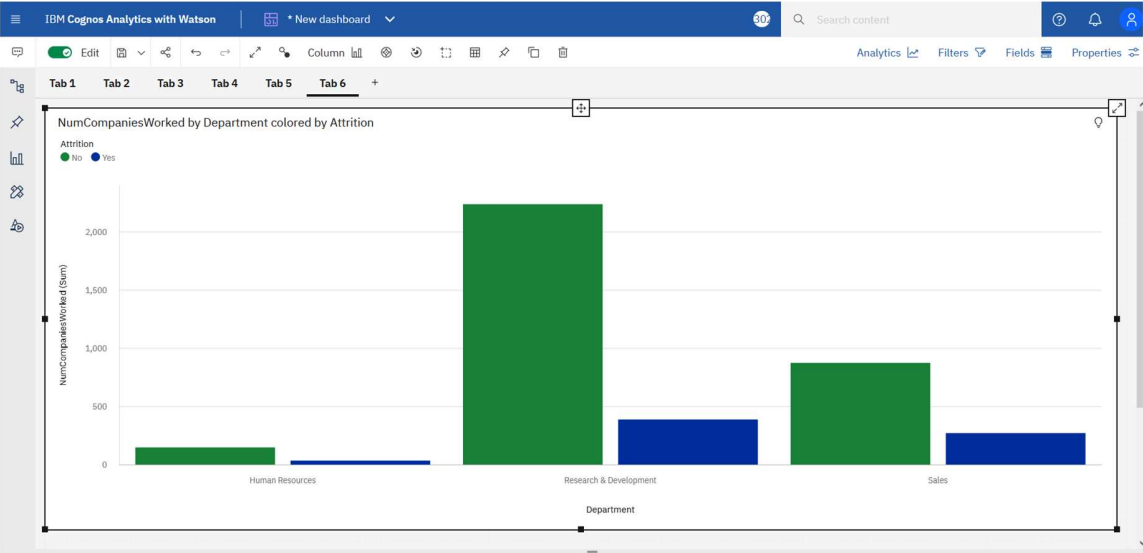 IBM Cognos Analytics with Watson
* New dashboard
302
Search content
Edit
Column
Analytics
Filters
Fields
Properties
Tab 1
Tab 2
Tab 3
Tab 4
Tab 5
Tab 6
+
NumCompaniesWorked by Department colored by Attrition
Attrition
No Yes
NumCompaniesWorked (Sum)
2,000
1,500
1,000
500
0
Human Resources
Research & Development
Sales
Department